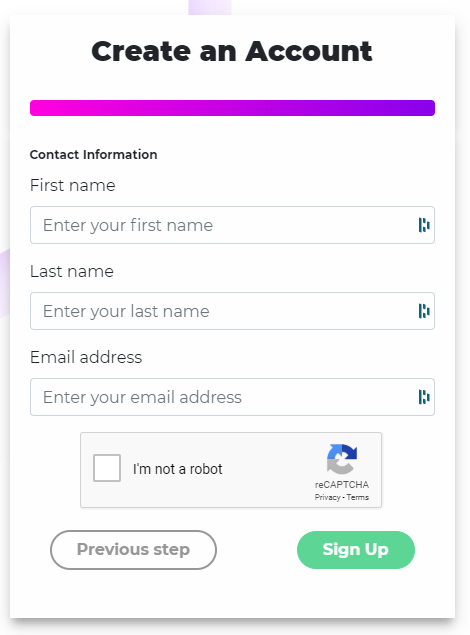 Create an Account
Contact Information
First name
Enter your first name
Last name
Enter your last name
Email address
Enter your email address
I'm not a robot
reCAPTCHA
Privacy - Terms
Previous step
Sign Up